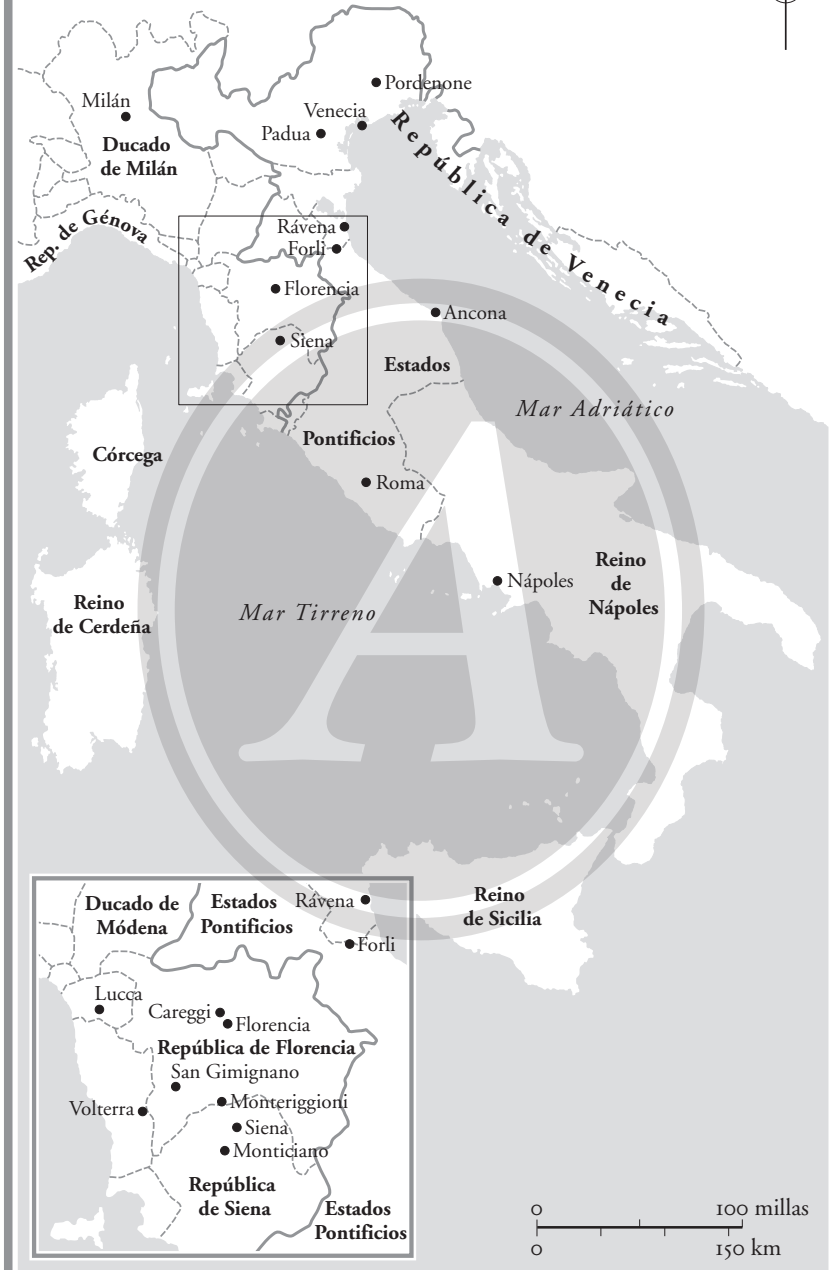 Pordenone
Milán
Venecia
Padua
Ducado
de Milán
República de Venecia
Rep. de Génova
Rávena
Forli
Florencia
Ancona
Siena
Estados
Mar Adriático
Pontificios
Córcega
Roma
Nápoles
Reino
de
Nápoles
Reino
de Cerdeña
Mar Tirreno
A
Reino
de Sicilia
Ducado de
Módena
Estados
Pontificios
Rávena
Forli
Lucca
Careggi
Florencia
República de Florencia
San Gimignano
Monteriggioni
Volterra
Siena
Monticiano
República
de Siena
Estados
Pontificios
0 100 millas
0 150 km